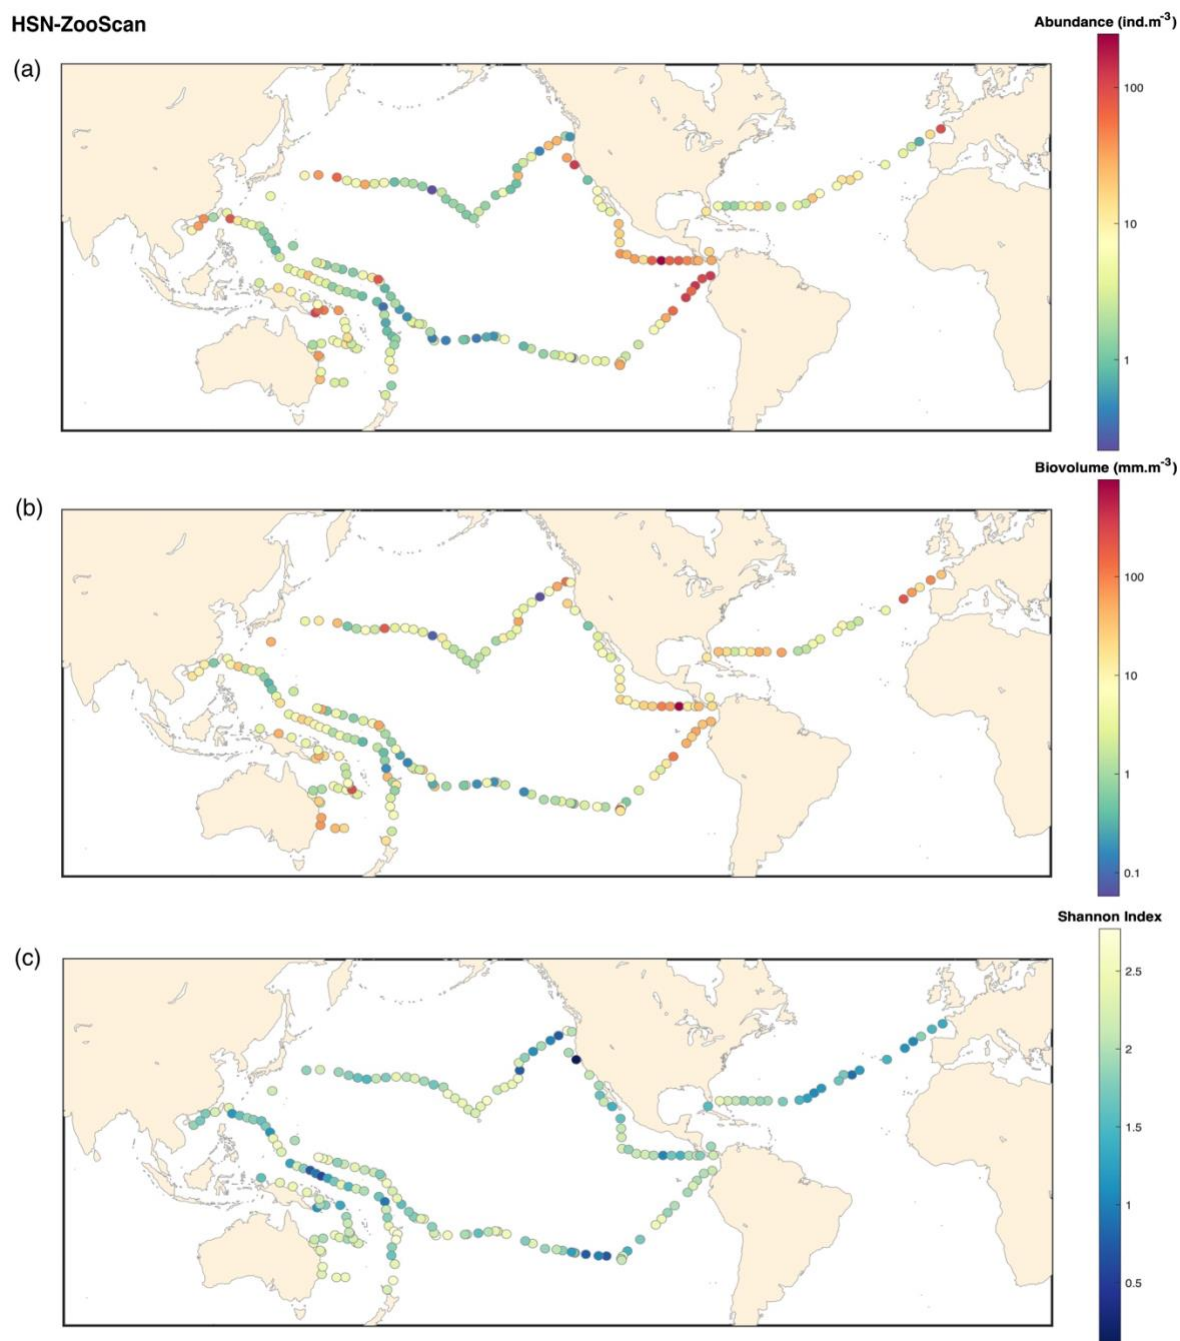 HSN-ZooScan
Abundance (ind.m-3)
(a)
100
10
1
Biovolume (mm.m-3)
(b)
100
10
1
0.1
Shannon Index
(c)
2.5
2
1.5
1
0.5